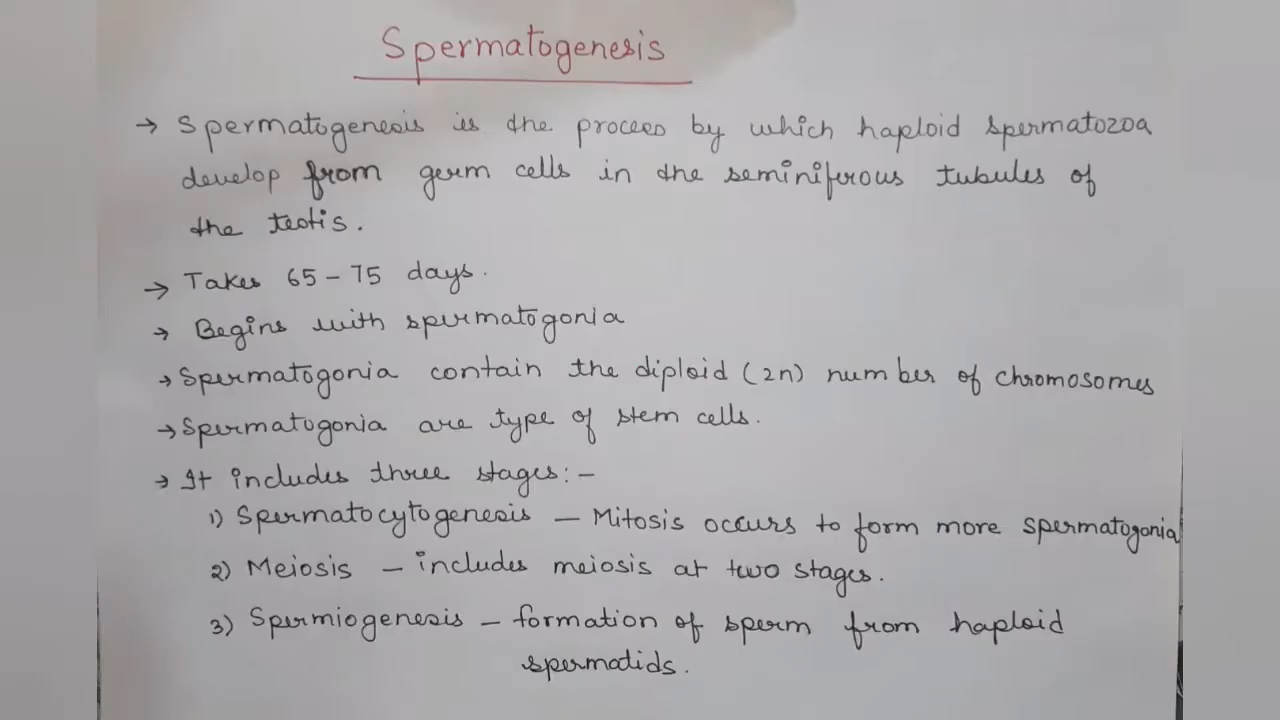 Spermatogenesis
→ Spermatogenesis is the process by which haploid spermatozoa
develop from germ cells in the seminiferous tubules of
the testis.
→ Takes 65-75 days.
→ Begins with spermatogonia
→ Spermatogonia contain the diploid (2n) number of chromosomes
→ Spermatogonia are type of stem cells.
→ It includes three stages:-
1) Spermatocytogenesis — Mitosis occurs to form more spermatogonia
2) Meiosis — includes meiosis at two stages.
3) Spermiogenesis — formation of sperm from haploid
spermatids.